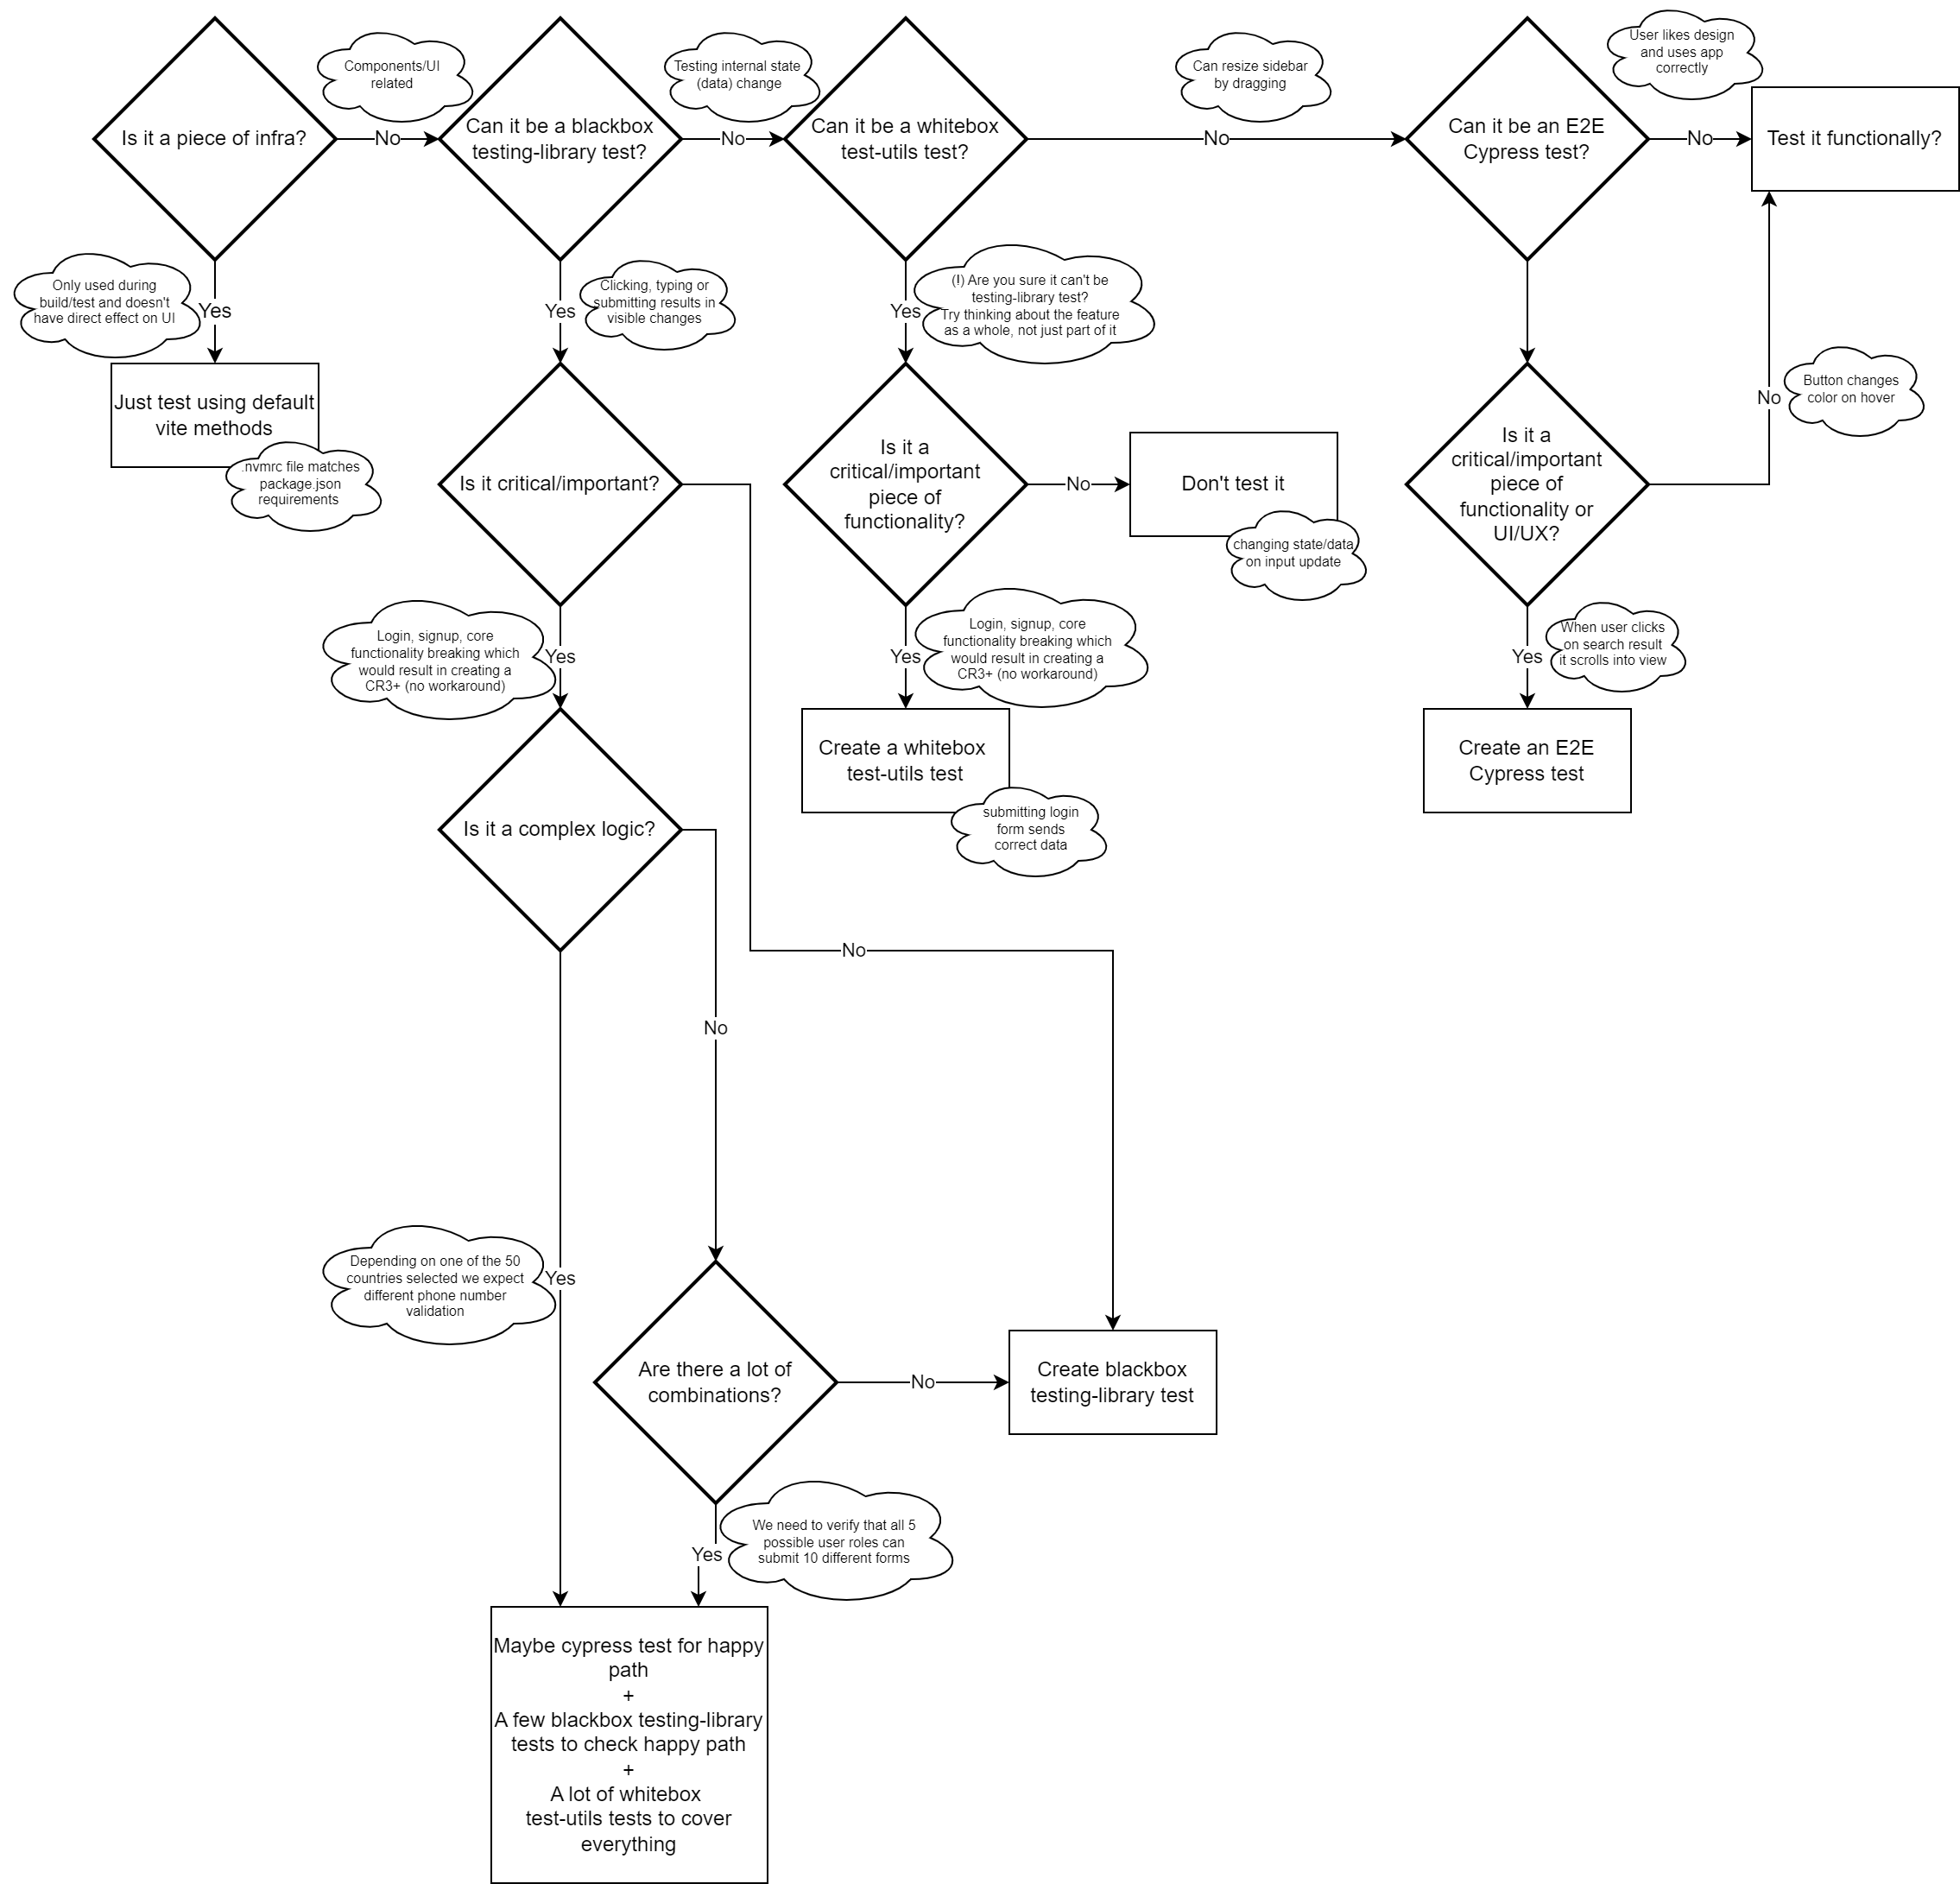 Is it a piece of infra?
No
Components/UI
related
Can it be a blackbox
testing-library test?
No
Testing internal state
(data) change
Can it be a whitebox
test-utils test?
No
Can resize sidebar
by dragging
Can it be an E2E
Cypress test?
No
User likes design
and uses app
correctly
Test it functionally?
Only used during
build/test and doesn't
have direct effect on UI
Yes
Just test using default
vite methods
.nvmrc file matches
package.json
requirements
Yes
Clicking, typing or
submitting results in
visible changes
Is it critical/important?
Yes
(!) Are you sure it can't be
testing-library test?
Try thinking about the feature
as a whole, not just part of it
Is it a
critical/important
piece of
functionality?
No
Don't test it
changing state/data
on input update
Is it a
critical/important
piece of
functionality or
UI/UX?
No
Button changes
color on hover
Login, signup, core
functionality breaking which
would result in creating a
CR3+ (no workaround)
Yes
Yes
Login, signup, core
functionality breaking which
would result in creating a
CR3+ (no workaround)
Yes
When user clicks
on search result
it scrolls into view
Is it a complex logic?
Create a whitebox
test-utils test
submitting login
form sends
correct data
Create an E2E
Cypress test
No
No
Depending on one of the 50
countries selected we expect
different phone number
validation
Yes
Are there a lot of
combinations?
No
Create blackbox
testing-library test
Yes
We need to verify that all 5
possible user roles can
submit 10 different forms
Maybe cypress test for happy
path
+
A few blackbox testing-library
tests to check happy path
+
A lot of whitebox
test-utils tests to cover
everything